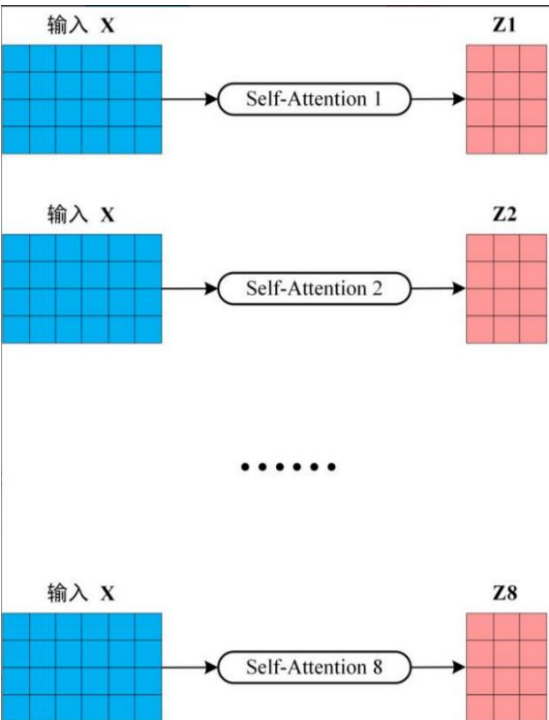 输入 X
Z1
Self-Attention 1
输入 X
Z2
Self-Attention 2
......
输入 X
Z8
Self-Attention 8